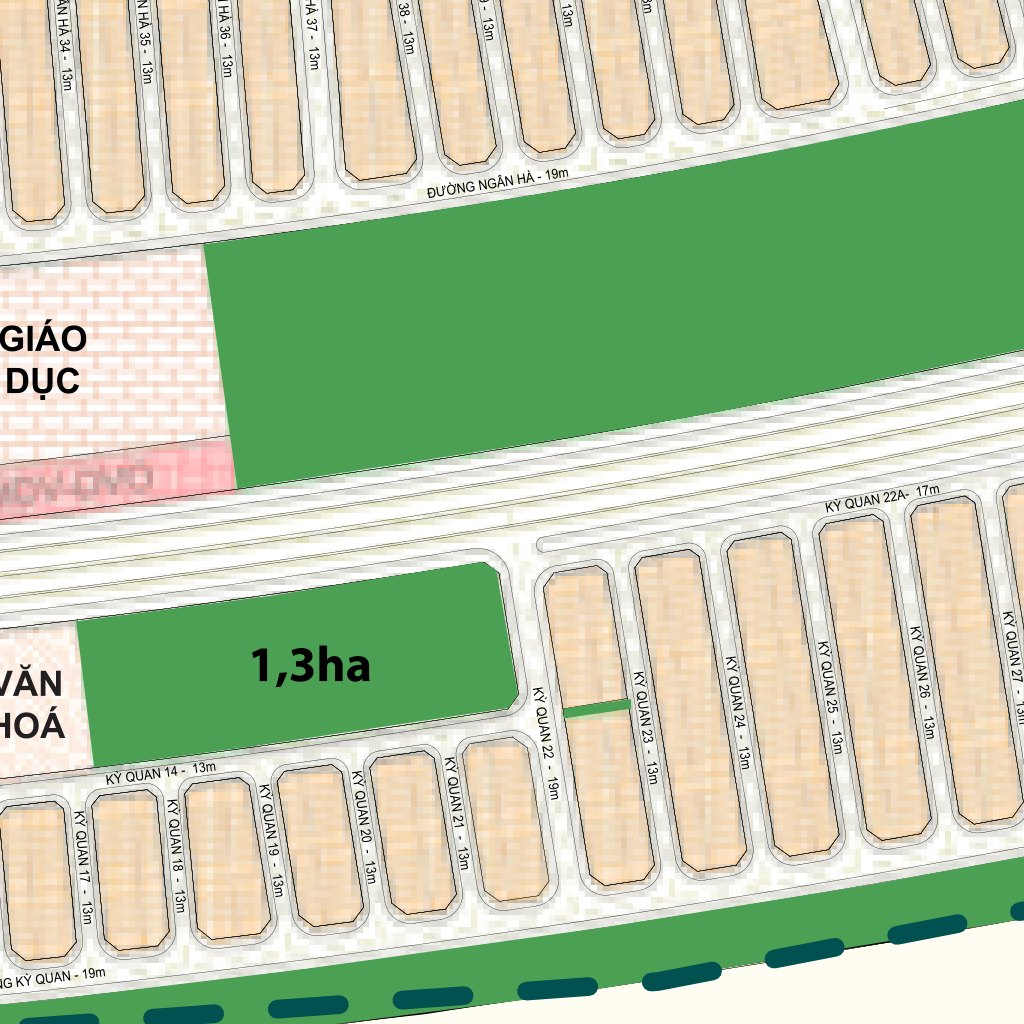 HÀ 34 - 13m
HÀ 35 - 13m
HÀ 36 - 13m
HÀ 37 - 13m
38 - 13m
- 13m
13m
ĐƯỜNG NGÂN HÀ - 19m
GIÁO
DỤC
KỲ QUAN 22A- 17m
1,3ha
VĂN
HOÁ
KỲ QUAN 14 - 13m
KỲ QUAN 17 - 13m
KỲ QUAN 18 - 13m
KỲ QUAN 19 - 13m
KỲ QUAN 20 - 13m
KỲ QUAN 21 - 13m
KỲ QUAN 22 - 19m
KỲ QUAN 23 - 13m
KỲ QUAN 24 - 13m
KỲ QUAN 25 - 13m
KỲ QUAN 26 - 13m
KỲ QUAN 27 - 13m
NG KỲ QUAN - 19m